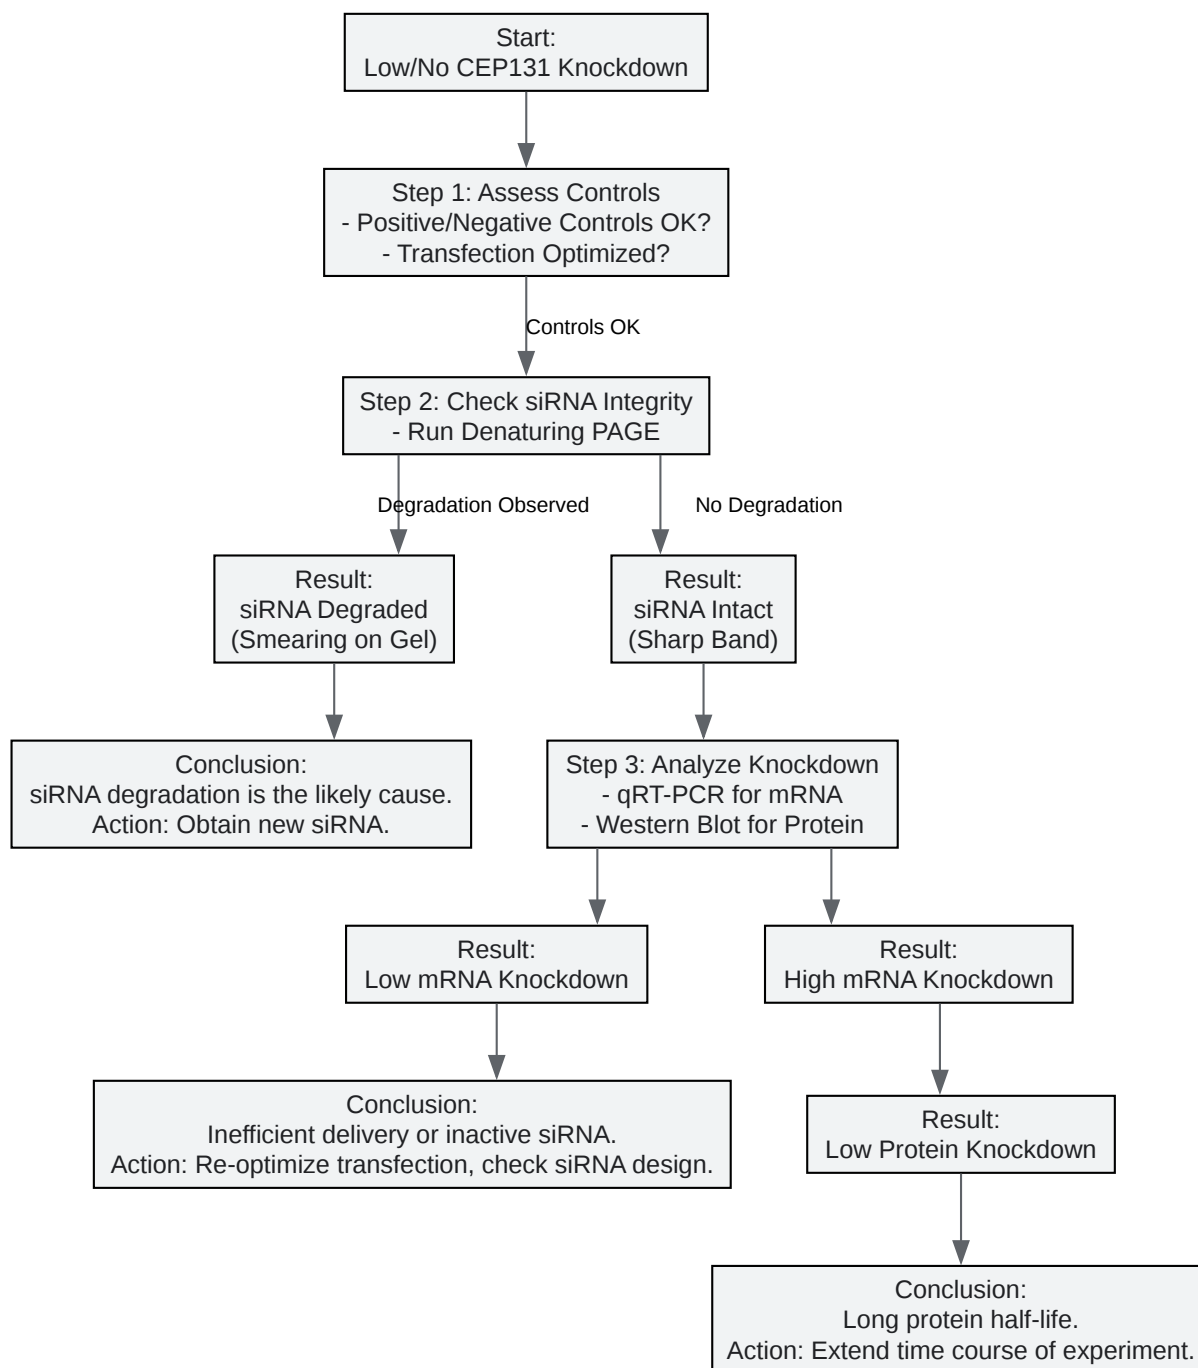 Start:
Low/No CEP131 Knockdown
Step 1: Assess Controls
- Positive/Negative Controls OK?
- Transfection Optimized?
Controls OK
Step 2: Check siRNA Integrity
- Run Denaturing PAGE
Degradation Observed
No Degradation
Result:
siRNA Degraded
(Smearing on Gel)
Result:
siRNA Intact
(Sharp Band)
Conclusion:
siRNA degradation is the likely cause.
Action: Obtain new siRNA.
Step 3: Analyze Knockdown
- qRT-PCR for mRNA
- Western Blot for Protein
Result:
Low mRNA Knockdown
Result:
High mRNA Knockdown
Conclusion:
Inefficient delivery or inactive siRNA.
Action: Re-optimize transfection, check siRNA design.
Result:
Low Protein Knockdown
Conclusion:
Long protein half-life.
Action: Extend time course of experiment.